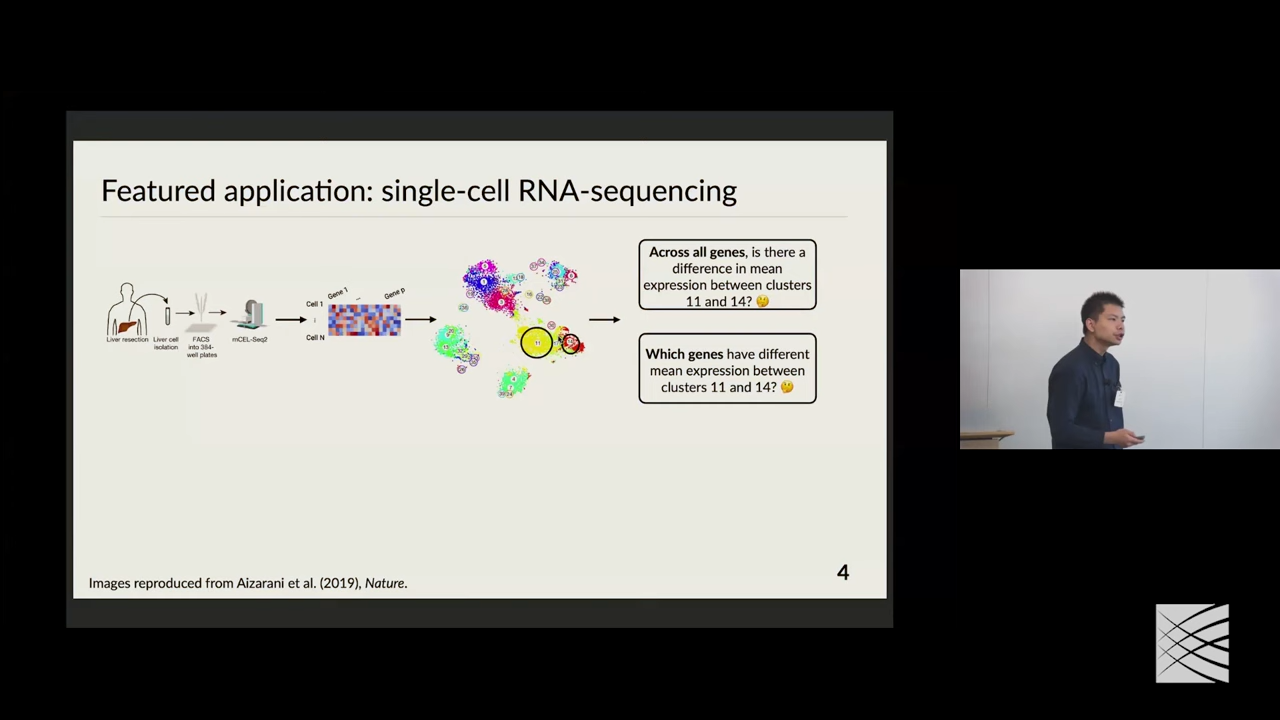 Featured application: single-cell RNA-sequencing
Liver resection
Liver cell
isolation
FACS
into 384-
well plates
mCEL-Seq2
Gene 1
...
Gene p
Cell 1
Cell N
11
Across all genes, is there a
difference in mean
expression between clusters
11 and 14? 🤔
Which genes have different
mean expression between
clusters 11 and 14? 🤔
Images reproduced from Aizarani et al. (2019), Nature.
4